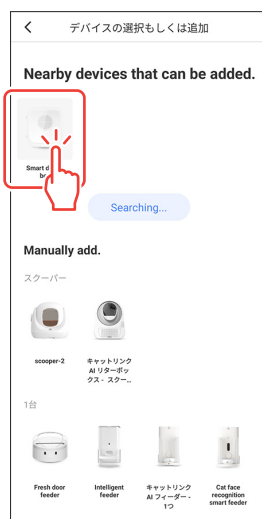 デバイスの選択もしくは追加
Nearby devices that can be added.
Smart d
b
Searching...
Manually add.
スクーパー
scooper-2
キャットリンク
AI リターボッ
クス - スクー...
1台
Fresh door
feeder
Intelligent
feeder
キャットリンク
AI フィーダー -
1つ
Cat face
recognition
smart feeder